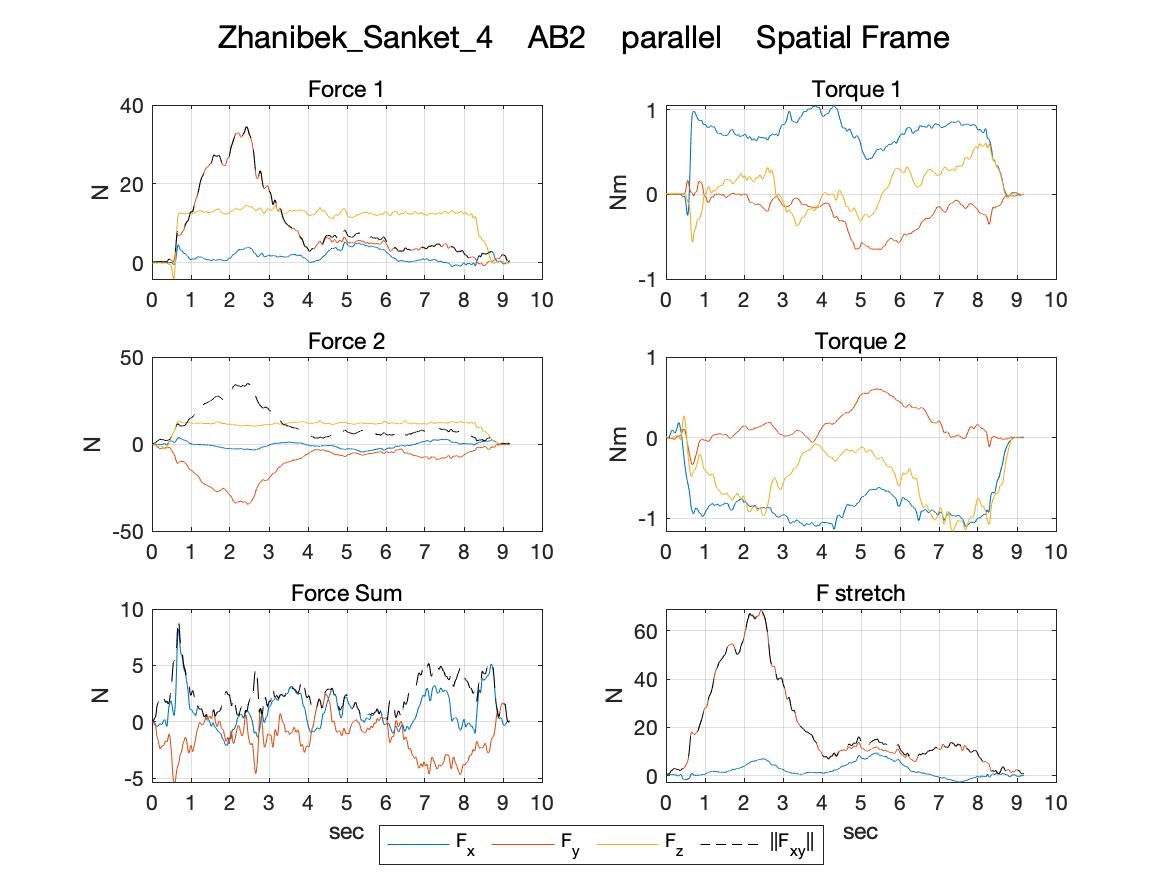 Zhanibek_Sanket_4 AB2 parallel Spatial Frame
Force 1
N
40
20
0
0 1 2 3 4 5 6 7 8 9 10
Torque 1
Nm
1
0
-1
0 1 2 3 4 5 6 7 8 9 10
Force 2
N
50
0
-50
0 1 2 3 4 5 6 7 8 9 10
Torque 2
Nm
1
0
-1
0 1 2 3 4 5 6 7 8 9 10
Force Sum
N
10
5
0
-5
0 1 2 3 4 5 6 7 8 9 10
sec
F stretch
N
60
40
20
0
0 1 2 3 4 5 6 7 8 9 10
sec
Fx Fy Fz ||Fxy||